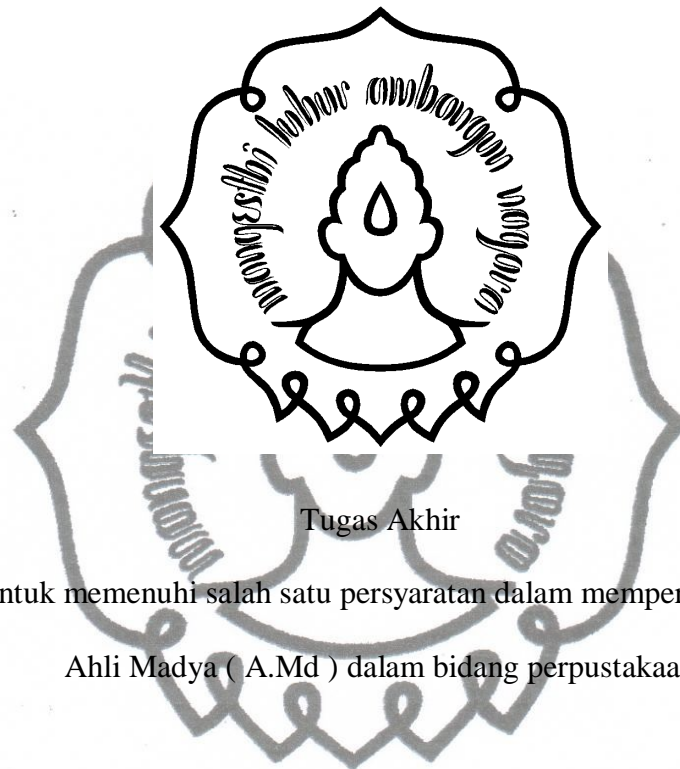 mangesthi luhur ambangun nagara
Tugas Akhir
ntuk memenuhi salah satu persyaratan dalam memper
Ahli Madya ( A.Md ) dalam bidang perpustakaa